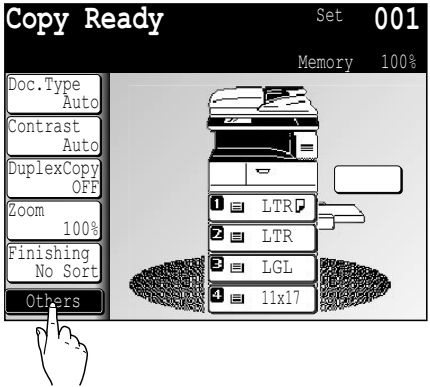 Copy Ready Set 001
Memory 100%
Doc.Type
Auto
Contrast
Auto
DuplexCopy
OFF
Zoom
100%
Finishing
No Sort
Others
1 LTR
2 LTR
3 LGL
4 11x17